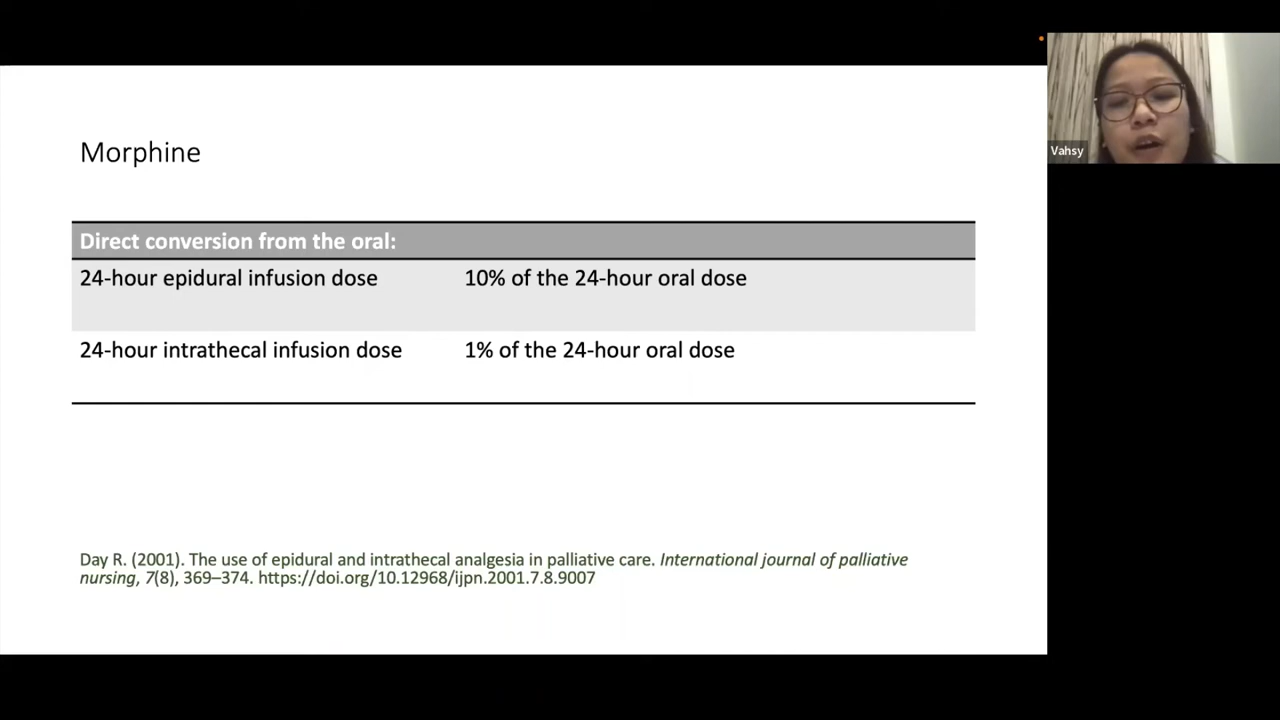 Morphine
Direct conversion from the oral:
24-hour epidural infusion dose 10% of the 24-hour oral dose
24-hour intrathecal infusion dose 1% of the 24-hour oral dose
Day R. (2001). The use of epidural and intrathecal analgesia in palliative care. International journal of palliative
nursing, 7(8), 369–374. https://doi.org/10.12968/ijpn.2001.7.8.9007
Vahsy